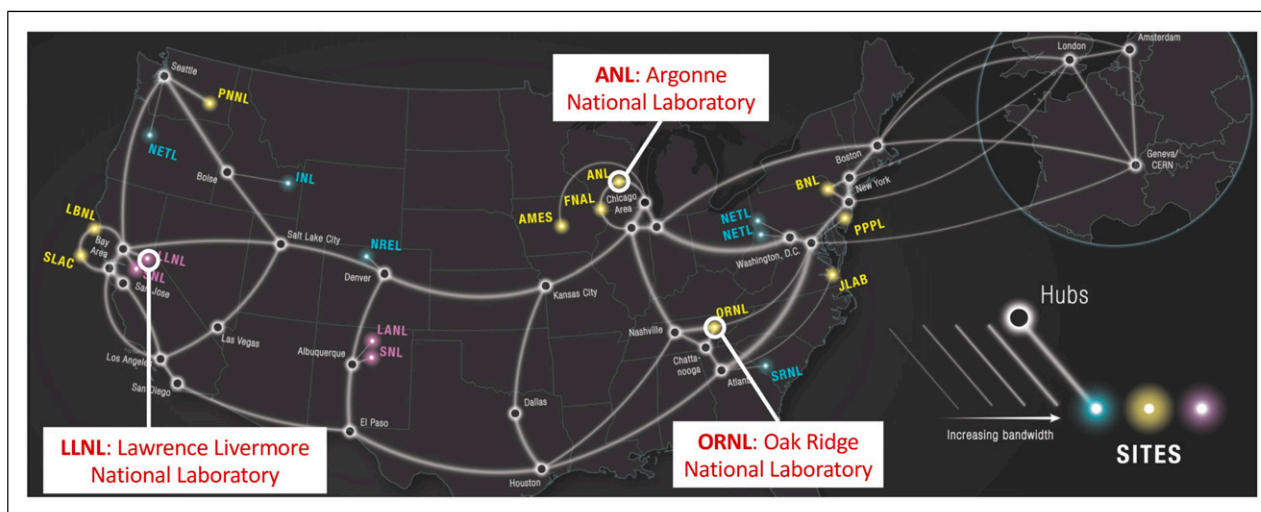 ANL: Argonne
National Laboratory
Seattle
PNNL
NETL
Boise
INL
LBNL
Bay
Area
SLAC
LLNL
SNL
San Jose
Salt Lake City
NREL
Denver
Las Vegas
Los Angeles
San Diego
LANL
Albuquerque
SNL
El Paso
Kansas City
Dallas
Houston
ANL
Chicago
Area
FNAL
AMES
Nashville
ORNL
Chatta-
nooga
Atlanta
SRNL
NETL
NETL
Washington, D.C.
JLAB
PPPL
BNL
New York
Boston
London
Amsterdam
Geneva/
CERN
Hubs
Increasing bandwidth
SITES
LLNL: Lawrence Livermore
National Laboratory
ORNL: Oak Ridge
National Laboratory